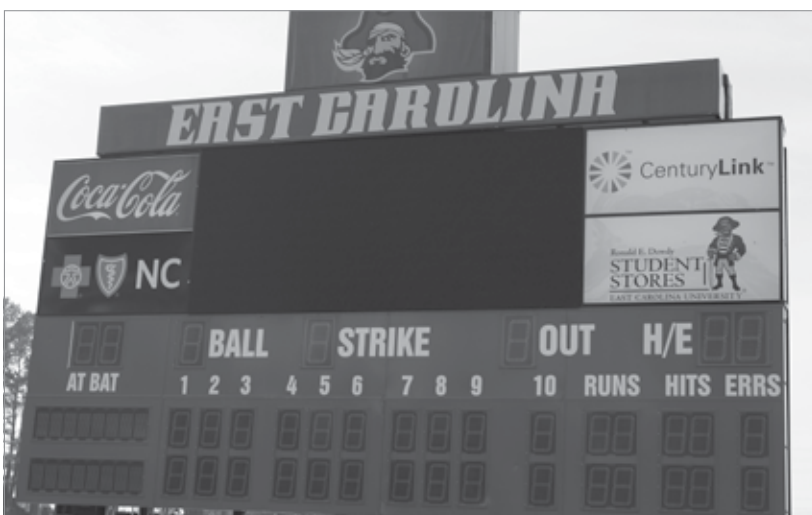 EAST CAROLINA
Coca-Cola
CenturyLink™
NC
Ronald E. Dowdy
STUDENT
STORES
EAST CAROLINA UNIVERSITY
BALL STRIKE OUT H/E
AT BAT 1 2 3 4 5 6 7 8 9 10 RUNS HITS ERRS